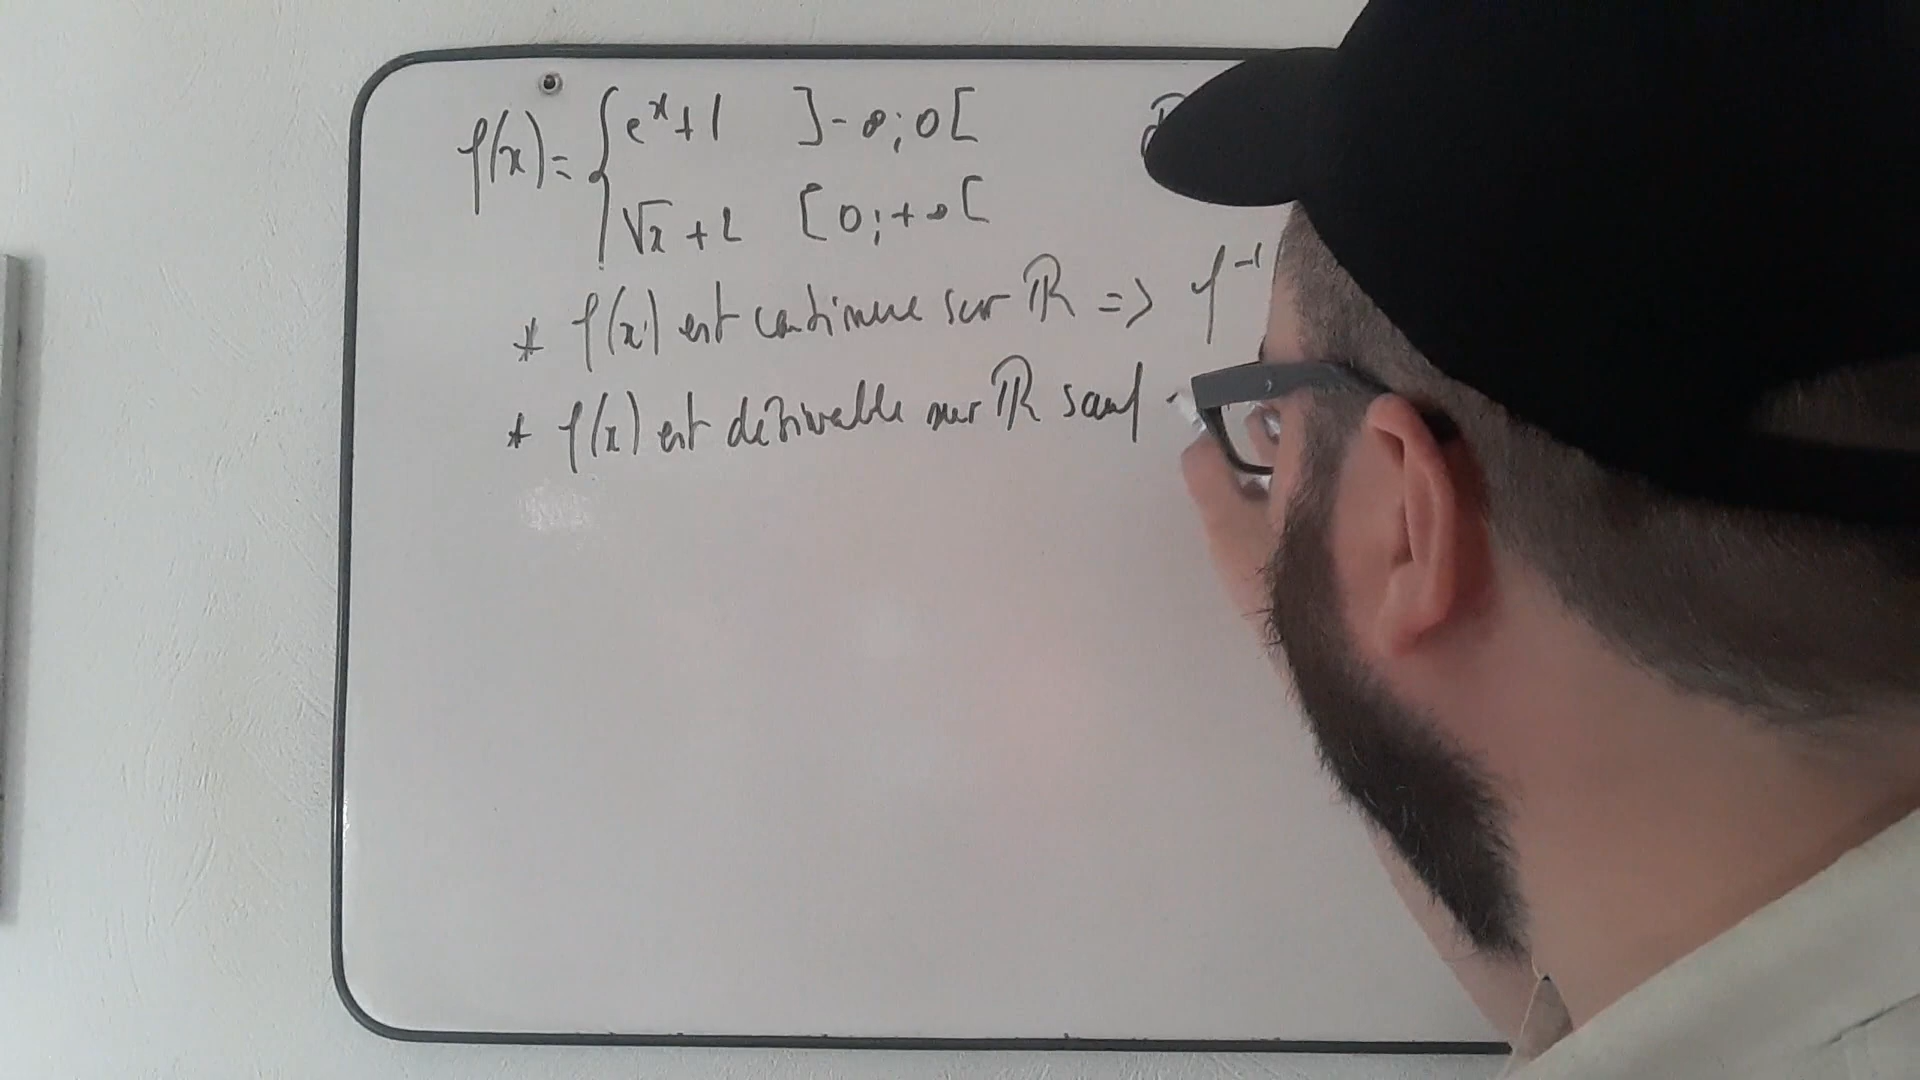 f(x) = { e^x + 1 ]-∞; 0[
√x + 2 [0; +∞[
* f(x) est continue sur ℝ => f^-1
* f(x) est dérivable sur ℝ sauf